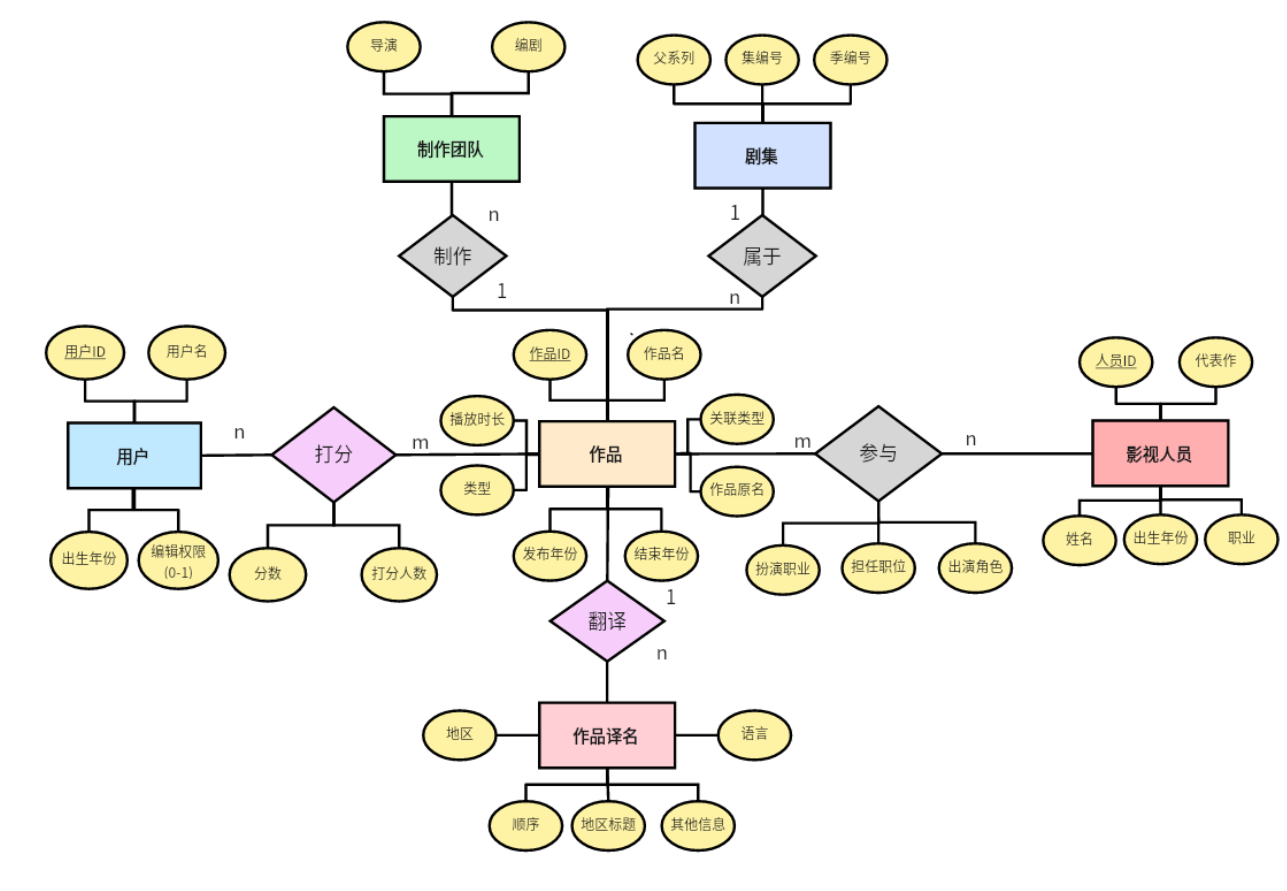 导演
编剧
父系列
集编号
季编号
制作团队
剧集
n
1
制作
属于
1
n
用户ID
用户名
作品ID
作品名
人员ID
代表作
播放时长
关联类型
用户
n
打分
m
作品
m
参与
n
影视人员
类型
作品原名
出生年份
编辑权限
(0-1)
分数
打分人数
发布年份
结束年份
扮演职业
担任职位
出演角色
姓名
出生年份
职业
1
翻译
n
地区
作品译名
语言
顺序
地区标题
其他信息